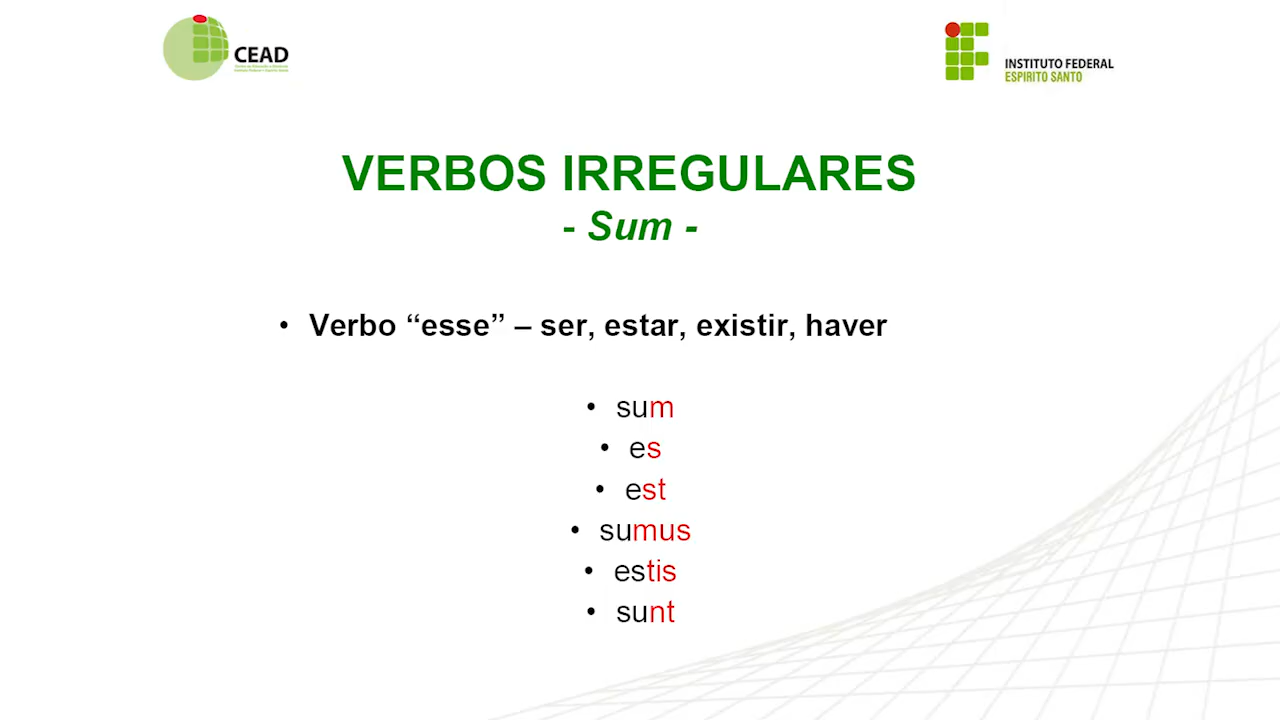 CEAD
INSTITUTO FEDERAL
ESPIRITO SANTO
VERBOS IRREGULARES
- Sum -
• Verbo “esse” – ser, estar, existir, haver
• sum
• es
• est
• sumus
• estis
• sunt